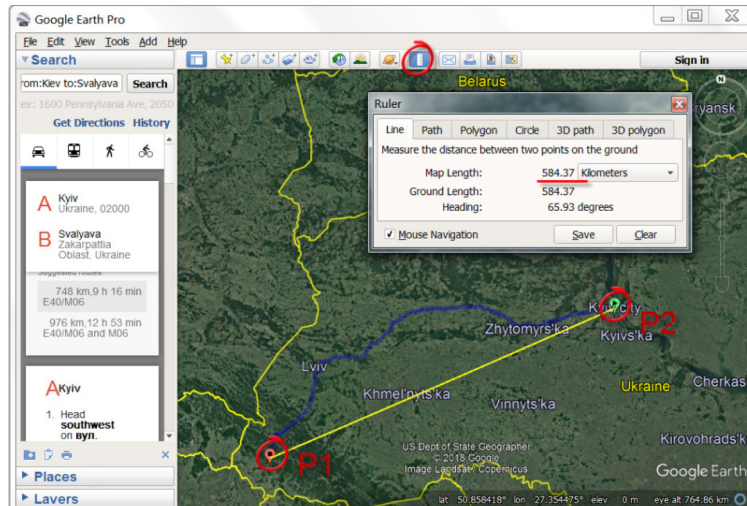 Google Earth Pro
File Edit View Tools Add Help
Search
rom:Kiev to:Svalyava
Search
ex: 1600 Pennsylvania Ave, 2050
Get Directions History
A Kyiv
Ukraine, 02000
B Svalyava
Zakarpattia
Oblast, Ukraine
Suggested routes
748 km,9 h 16 min
E40/M06
976 km,12 h 53 min
E40/M06 and M06
AKyiv
1. Head
southwest
on вул.
Places
Layers
Sign in
Belarus
ryansk
N
Ruler
Line Path Polygon Circle 3D path 3D polygon
Measure the distance between two points on the ground
Map Length: 584.37 Kilometers
Ground Length: 584.37
Heading: 65.93 degrees
Mouse Navigation Save Clear
P2
Zhytomyrs'ka
Kyivs'ka
Lviv
Khmel'nyts'ka
Vinnyts'ka
Ukraine
Cherkas
Kirovohrads'k
P1
US Dept of State Geographer
© 2018 Google
Image Landsat / Copernicus
Google Earth
lat 50.858418° lon 27.354475° elev 0 m eye alt 764.86 km